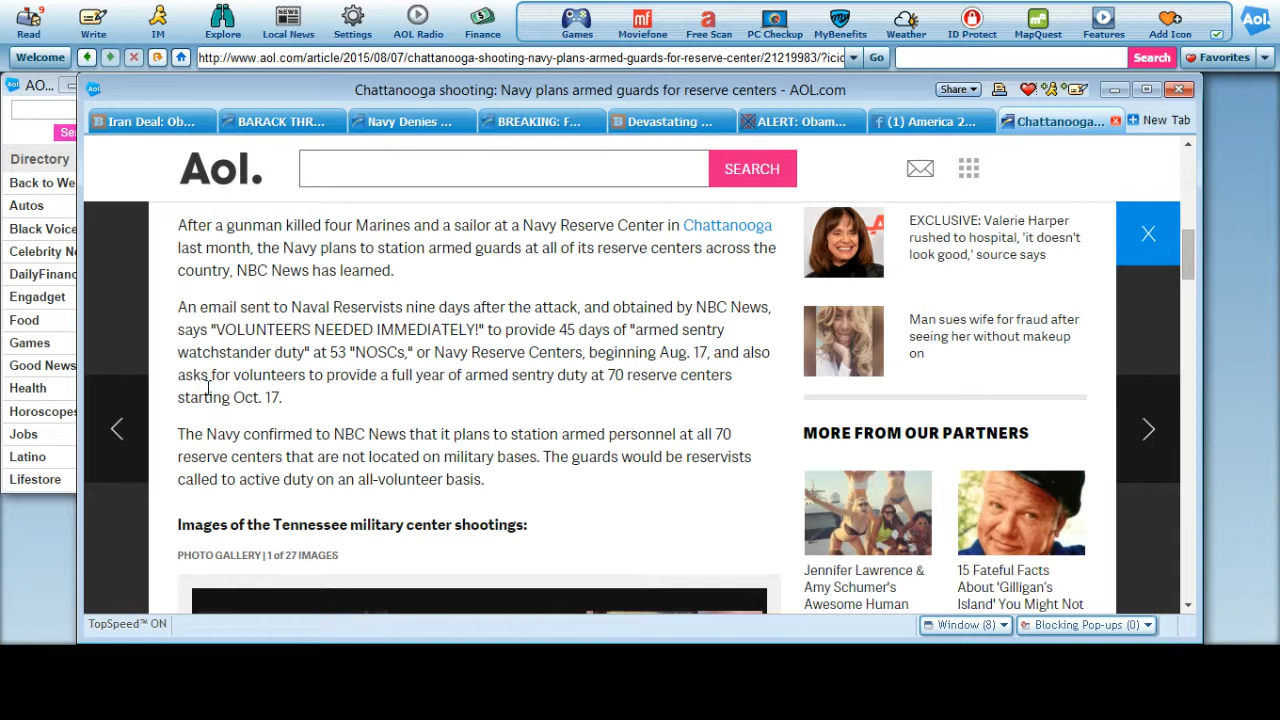 9
Read
Write
IM
Explore
Local News
Settings
AOL Radio
Finance
Games
Moviefone
Free Scan
PC Checkup
MyBenefits
Weather
ID Protect
MapQuest
Features
Add Icon
Aol.
Welcome
http://www.aol.com/article/2015/08/07/chattanooga-shooting-navy-plans-armed-guards-for-reserve-center/21219983/?icid
Go
Search
Favorites
AO...
Directory
Back to We
Autos
Black Voice
Celebrity Ne
DailyFinanc
Engadget
Food
Games
Good News
Health
Horoscopes
Jobs
Latino
Lifestore
Chattanooga shooting: Navy plans armed guards for reserve centers - AOL.com
Share
Iran Deal: Ob...
BARACK THR...
Navy Denies ...
BREAKING: F...
Devastating ...
ALERT: Obam...
(1) America 2...
Chattanooga...
New Tab
Aol.
SEARCH
After a gunman killed four Marines and a sailor at a Navy Reserve Center in Chattanooga
last month, the Navy plans to station armed guards at all of its reserve centers across the
country, NBC News has learned.
An email sent to Naval Reservists nine days after the attack, and obtained by NBC News,
says "VOLUNTEERS NEEDED IMMEDIATELY!" to provide 45 days of "armed sentry
watchstander duty" at 53 "NOSCs," or Navy Reserve Centers, beginning Aug. 17, and also
asks for volunteers to provide a full year of armed sentry duty at 70 reserve centers
starting Oct. 17.
The Navy confirmed to NBC News that it plans to station armed personnel at all 70
reserve centers that are not located on military bases. The guards would be reservists
called to active duty on an all-volunteer basis.
Images of the Tennessee military center shootings:
PHOTO GALLERY | 1 of 27 IMAGES
EXCLUSIVE: Valerie Harper
rushed to hospital, 'it doesn't
look good,' source says
Man sues wife for fraud after
seeing her without makeup
on
MORE FROM OUR PARTNERS
Jennifer Lawrence &
Amy Schumer's
Awesome Human
15 Fateful Facts
About 'Gilligan's
Island' You Might Not
X
TopSpeed™ ON
Window (8)
Blocking Pop-ups (0)